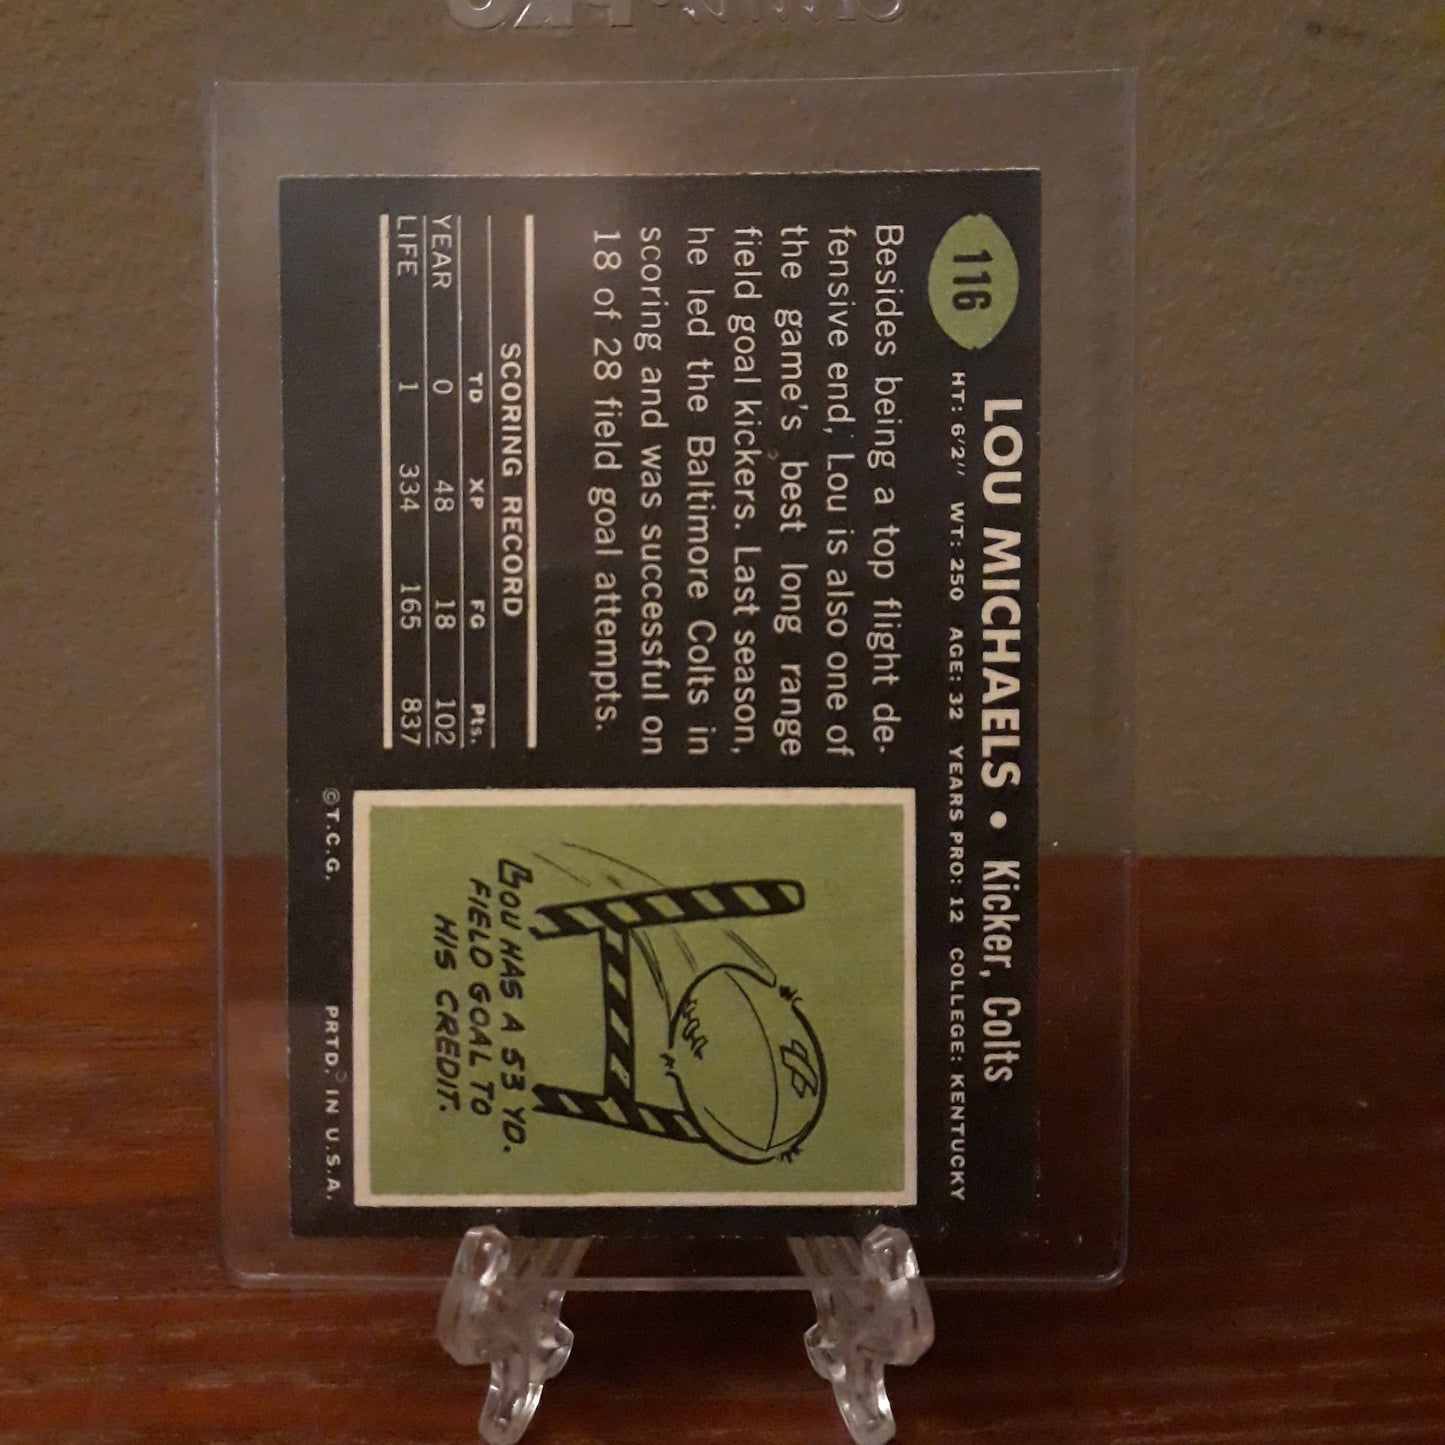 116
LOU MICHAELS • Kicker, Colts
HT: 6'2" WT: 250 AGE: 32 YEARS PRO: 12 COLLEGE: KENTUCKY
Besides being a top flight de-
fensive end, Lou is also one of
the game's best long range
field goal kickers. Last season,
he led the Baltimore Colts in
scoring and was successful on
18 of 28 field goal attempts.
SCORING RECORD
TD XP FG Pts.
YEAR 0 48 18 102
LIFE 1 334 165 837
LOU HAS A 53 YD.
FIELD GOAL TO
HIS CREDIT.
©T.C.G. PRTD. IN U.S.A.